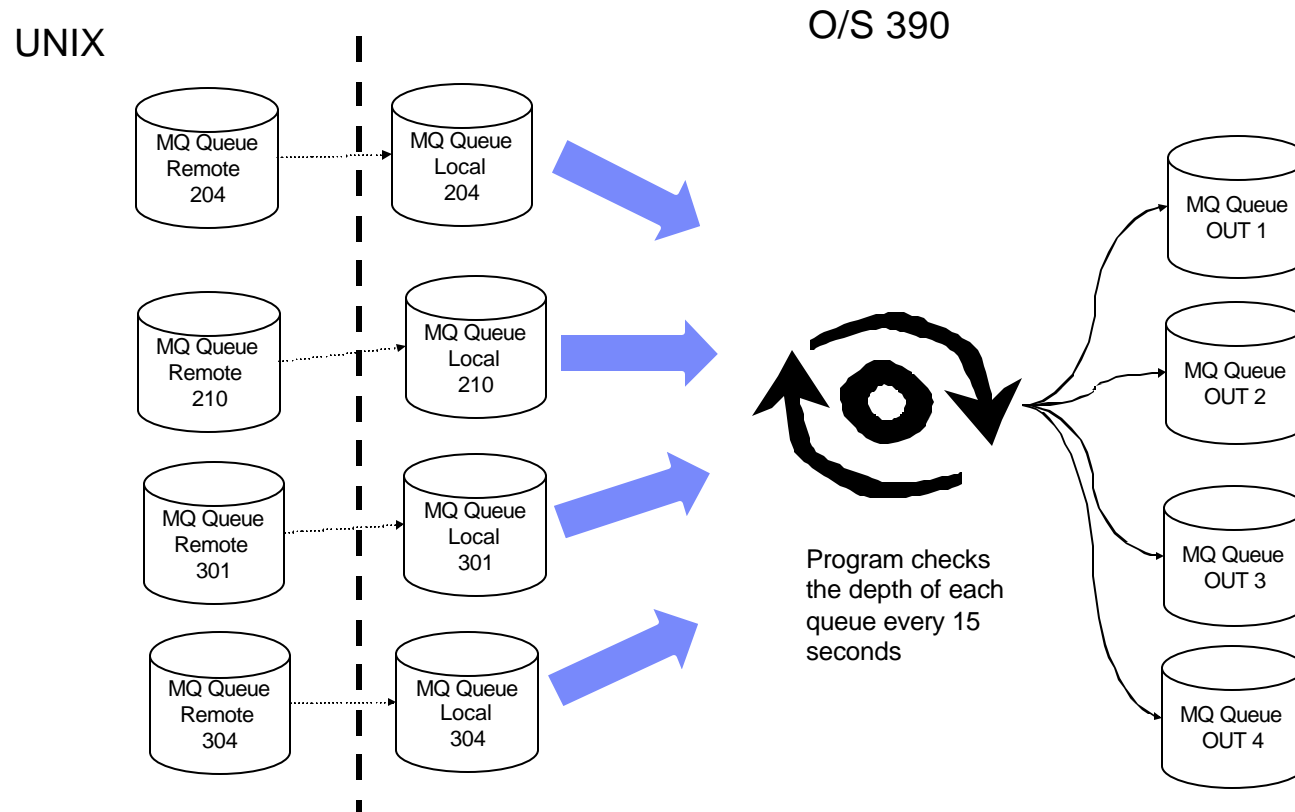 UNIX
O/S 390
MQ Queue
Remote
204
MQ Queue
Local
204
MQ Queue
OUT 1
MQ Queue
Remote
210
MQ Queue
Local
210
MQ Queue
OUT 2
MQ Queue
Remote
301
MQ Queue
Local
301
Program checks
the depth of each
queue every 15
seconds
MQ Queue
OUT 3
MQ Queue
Remote
304
MQ Queue
Local
304
MQ Queue
OUT 4